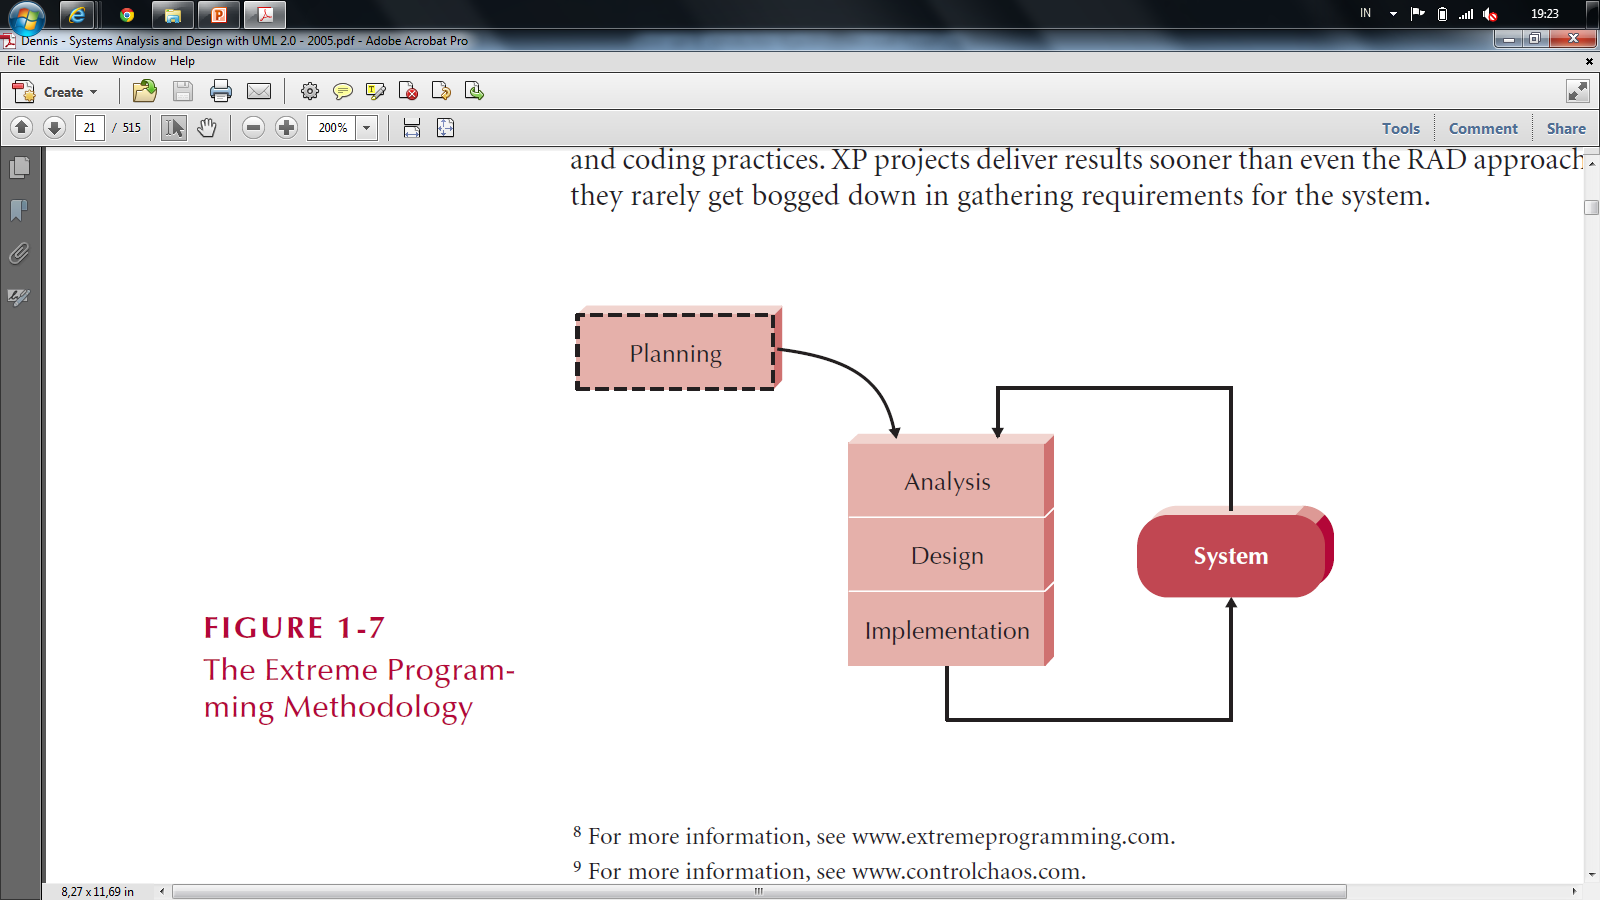 IN
19:23
Dennis - Systems Analysis and Design with UML 2.0 - 2005.pdf - Adobe Acrobat Pro
File Edit View Window Help
Create
21 / 515
200%
Tools Comment Share
and coding practices. XP projects deliver results sooner than even the RAD approach
they rarely get bogged down in gathering requirements for the system.
Planning
Analysis
Design
Implementation
System
FIGURE 1-7
The Extreme Program-
ming Methodology
8 For more information, see www.extremeprogramming.com.
9 For more information, see www.controlchaos.com.
8,27 x 11,69 in